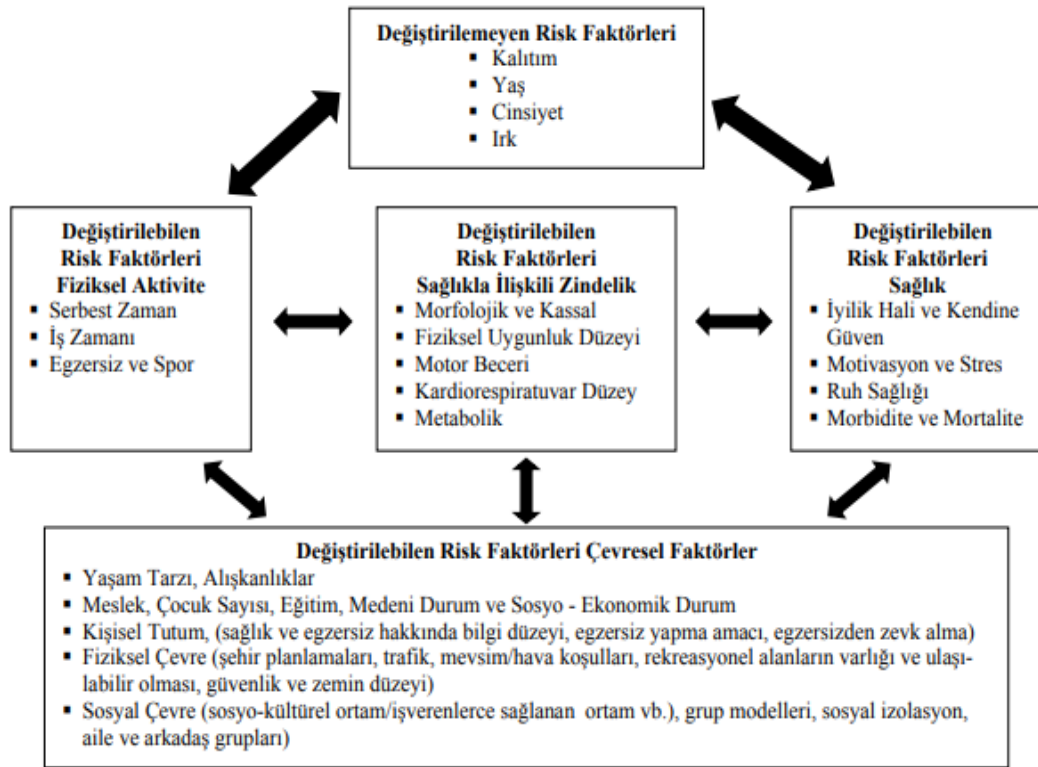 Değiştirilemeyen Risk Faktörleri
▪ Kalıtım
▪ Yaş
▪ Cinsiyet
▪ Irk
Değiştirilebilen
Risk Faktörleri
Fiziksel Aktivite
▪ Serbest Zaman
▪ İş Zamanı
▪ Egzersiz ve Spor
Değiştirilebilen
Risk Faktörleri
Sağlıkla İlişkili Zindelik
▪ Morfolojik ve Kassal
▪ Fiziksel Uygunluk Düzeyi
▪ Motor Beceri
▪ Kardiorespiratuvar Düzey
▪ Metabolik
Değiştirilebilen
Risk Faktörleri
Sağlık
▪ İyilik Hali ve Kendine
Güven
▪ Motivasyon ve Stres
▪ Ruh Sağlığı
▪ Morbidite ve Mortalite
Değiştirilebilen Risk Faktörleri Çevresel Faktörler
▪ Yaşam Tarzı, Alışkanlıklar
▪ Meslek, Çocuk Sayısı, Eğitim, Medeni Durum ve Sosyo - Ekonomik Durum
▪ Kişisel Tutum, (sağlık ve egzersiz hakkında bilgi düzeyi, egzersiz yapma amacı, egzersizden zevk alma)
▪ Fiziksel Çevre (şehir planlamaları, trafik, mevsim/hava koşulları, rekreasyonel alanların varlığı ve ulaşı-
labilir olması, güvenlik ve zemin düzeyi)
▪ Sosyal Çevre (sosyo-kültürel ortam/işverenlerce sağlanan ortam vb.), grup modelleri, sosyal izolasyon,
aile ve arkadaş grupları)